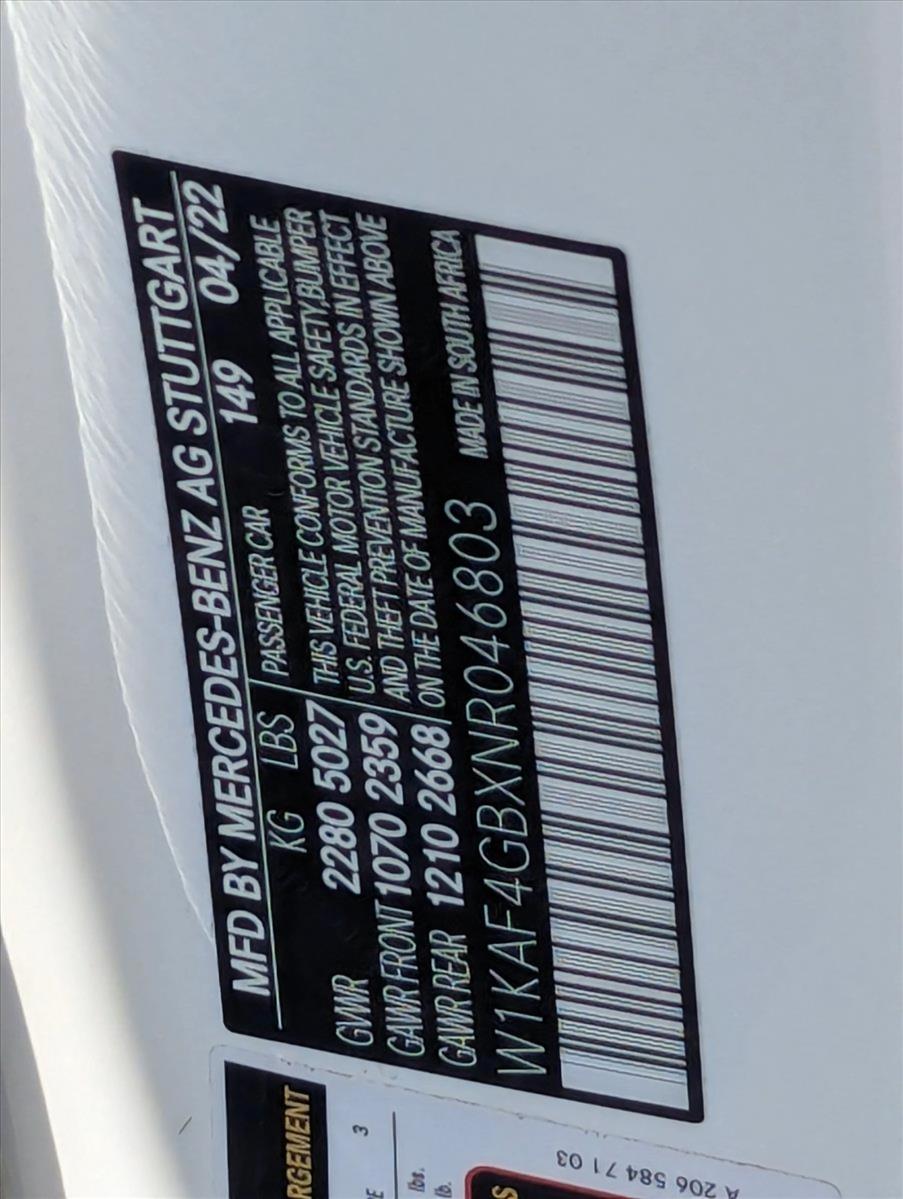 MFD BY MERCEDES-BENZ AG STUTTGART
149 04/22
KG LBS PASSENGER CAR
GVWR 2280 5027
GAWR FRONT 1070 2359
GAWR REAR 1210 2668
THIS VEHICLE CONFORMS TO ALL APPLICABLE
U.S. FEDERAL MOTOR VEHICLE SAFETY,BUMPER
AND THEFT PREVENTION STANDARDS IN EFFECT
ON THE DATE OF MANUFACTURE SHOWN ABOVE
W1KAF4GBXNR046803 MADE IN SOUTH AFRICA
RGEMENT
3
lbs.
lb.
A 206 584 71 03